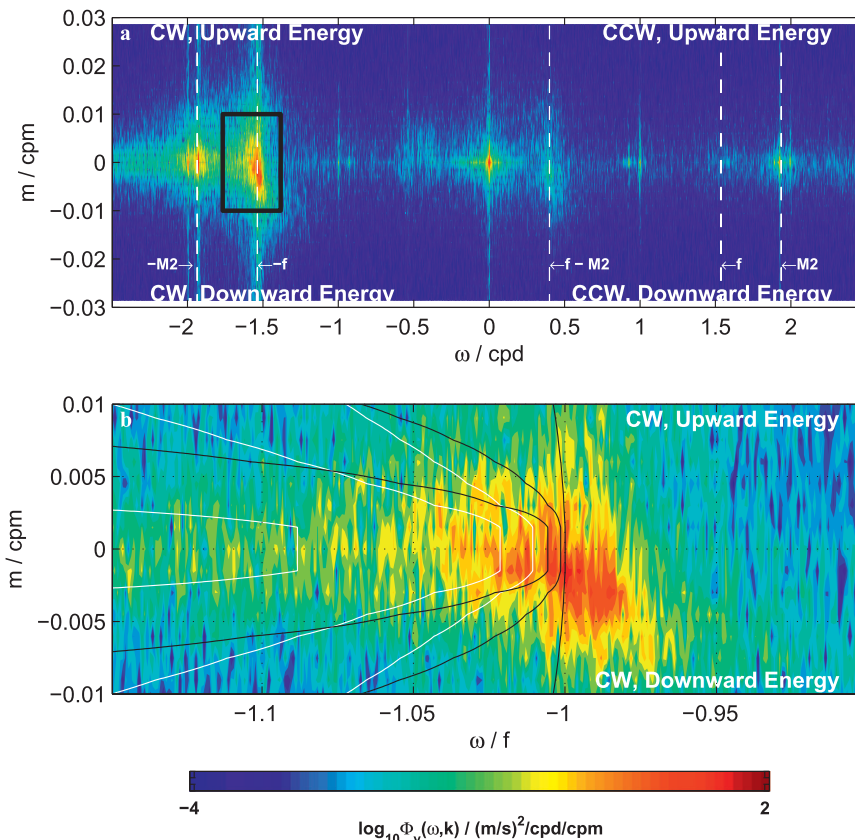 a
CW, Upward Energy
CCW, Upward Energy
0.03
0.02
0.01
0
−0.01
−0.02
−0.03
m / cpm
−M2→
←−f
←f − M2
←f
←M2
CW, Downward Energy
CCW, Downward Energy
−2
−1.5
−1
−0.5
0
0.5
1
1.5
2
ω / cpd
b
CW, Upward Energy
0.01
0.005
0
−0.005
−0.01
m / cpm
CW, Downward Energy
−1.1
−1.05
−1
−0.95
ω / f
−4
2
log₁₀Φᵥ(ω,k) / (m/s)²/cpd/cpm